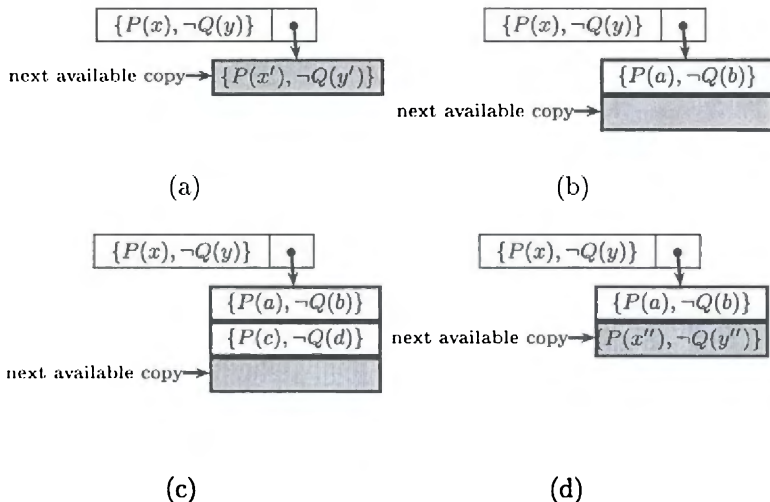 {P(x), ¬Q(y)}
next available copy {P(x'), ¬Q(y')}
(a)
{P(x), ¬Q(y)}
{P(a), ¬Q(b)}
next available copy
(b)
{P(x), ¬Q(y)}
{P(a), ¬Q(b)}
{P(c), ¬Q(d)}
next available copy
(c)
{P(x), ¬Q(y)}
{P(a), ¬Q(b)}
next available copy {P(x''), ¬Q(y'')}
(d)